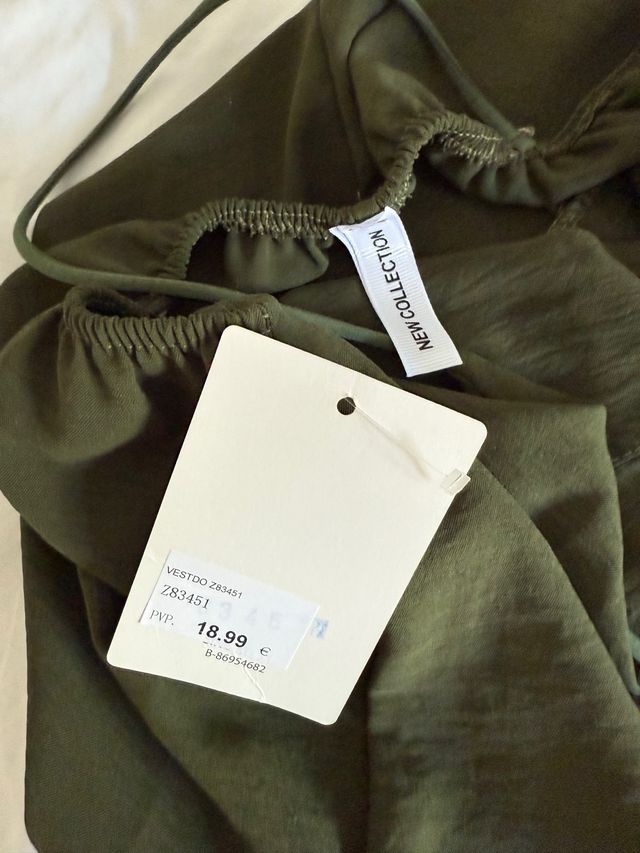 NEW COLLECTION
VESTDO Z83451
Z83451
PVP. 18.99 €
B-86954682